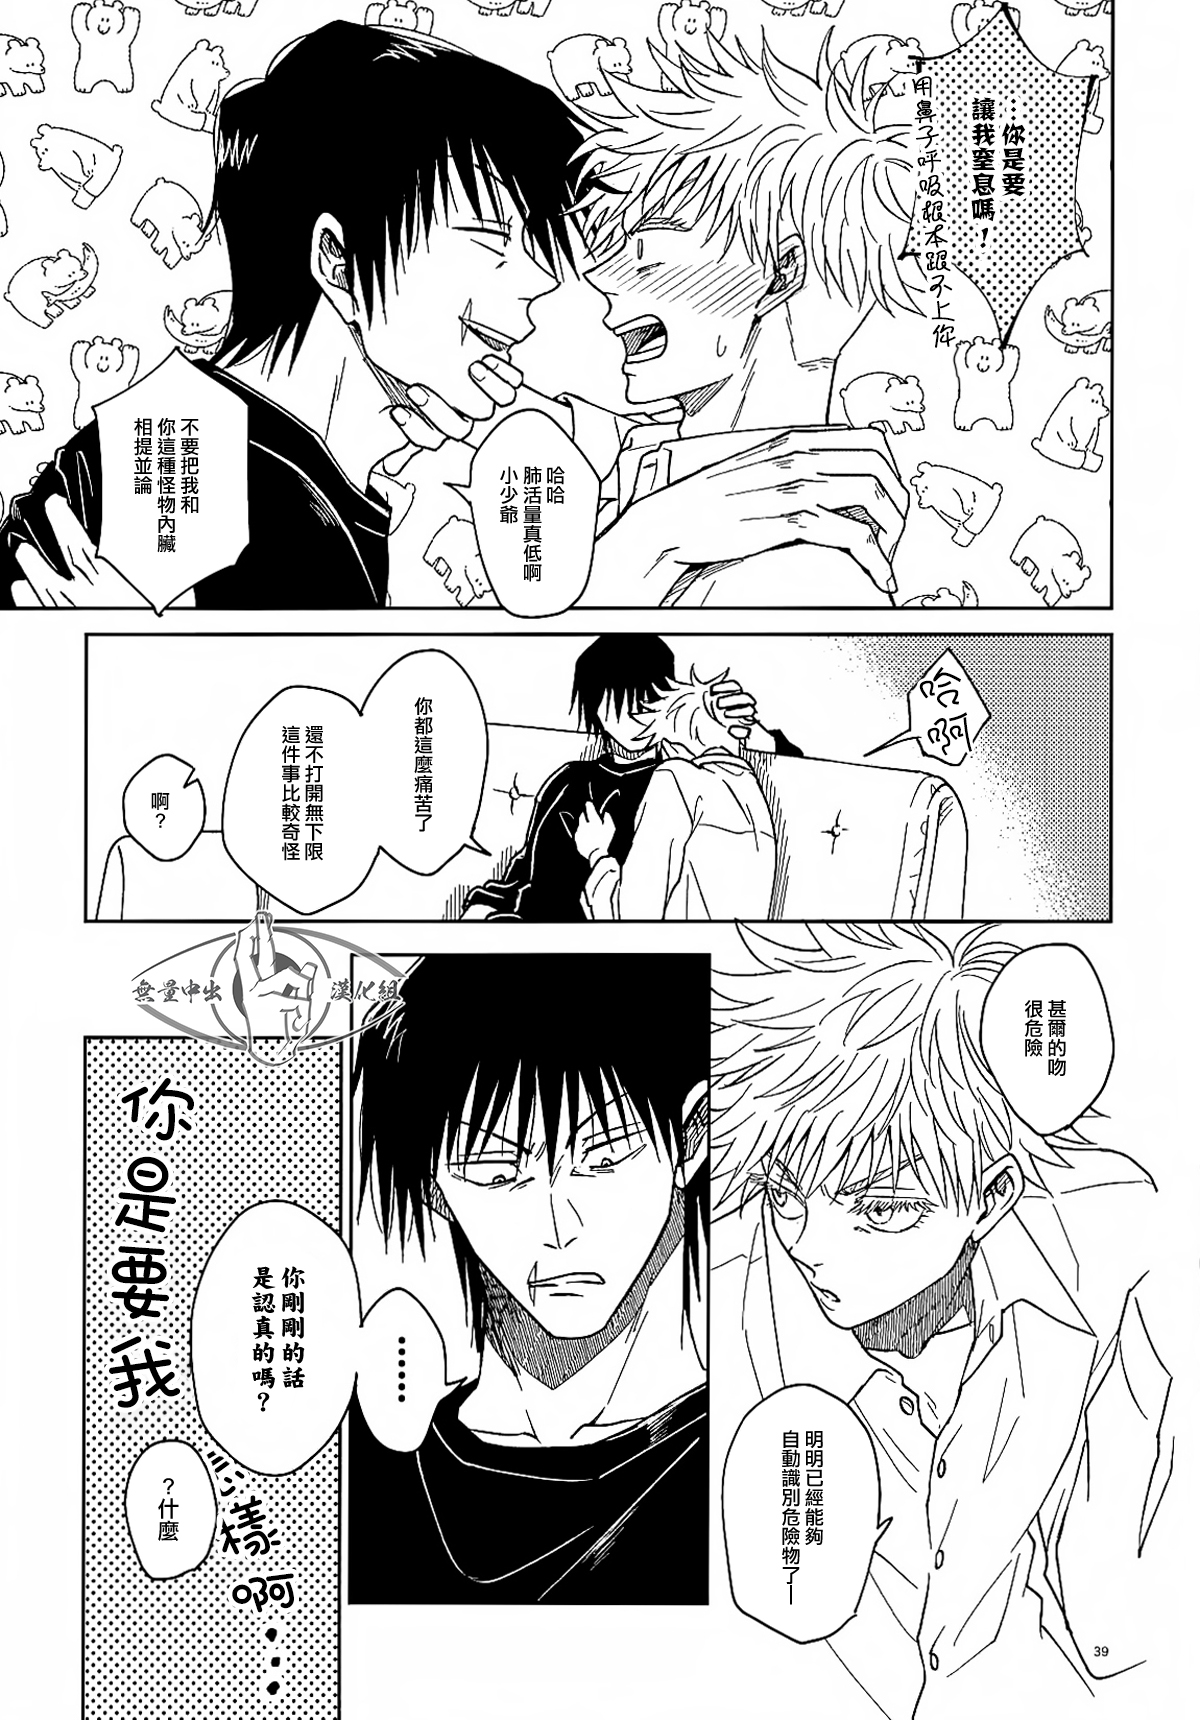 …你是要
讓我窒息嗎！
用鼻子呼吸根本跟不上你
哈哈
肺活量真低啊
小少爺
不要把我和
你這種怪物內臟
相提並論
哈
啊
你都這麼痛苦了
還不打開無下限
這件事比較奇怪
啊？
甚爾的吻
很危險
明明已經能夠
自動識別危險物了—
……
你剛剛的話
是認真的嗎？
？什麼
你是要我
樣啊…
無量中出
漢化組
39